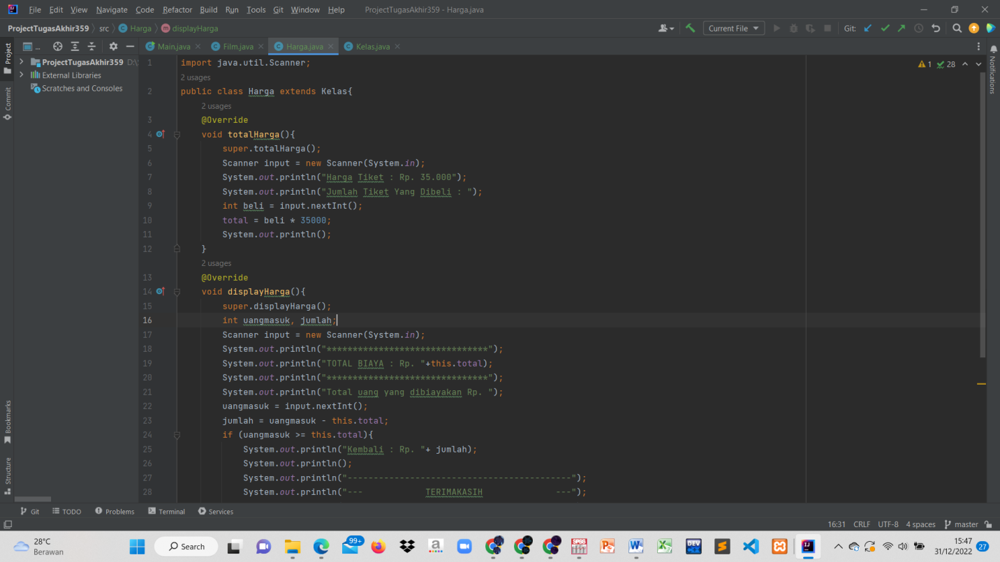 File Edit View Navigate Code Refactor Build Run Tools Git Window Help ProjectTugasAkhir359 - Harga.java
ProjectTugasAkhir359 src Harga displayHarga Current File Git:
Project ... Main.java Film.java Harga.java Kelas.java
ProjectTugasAkhir359 D:\
External Libraries
Scratches and Consoles
Commit
Bookmarks
Structure
Notifications
1 28
1 import java.util.Scanner;
2 usages
2 public class Harga extends Kelas{
2 usages
3 @Override
4 void totalHarga(){
5 super.totalHarga();
6 Scanner input = new Scanner(System.in);
7 System.out.println("Harga Tiket : Rp. 35.000");
8 System.out.println("Jumlah Tiket Yang Dibeli : ");
9 int beli = input.nextInt();
10 total = beli * 35000;
11 System.out.println();
12 }
2 usages
13 @Override
14 void displayHarga(){
15 super.displayHarga();
16 int uangmasuk, jumlah;
17 Scanner input = new Scanner(System.in);
18 System.out.println("*******************************");
19 System.out.println("TOTAL BIAYA : Rp. "+this.total);
20 System.out.println("*******************************");
21 System.out.println("Total uang yang dibiayakan Rp. ");
22 uangmasuk = input.nextInt();
23 jumlah = uangmasuk - this.total;
24 if (uangmasuk >= this.total){
25 System.out.println("Kembali : Rp. "+ jumlah);
26 System.out.println();
27 System.out.println("-------------------------------------------");
28 System.out.println("--- TERIMAKASIH ---");
Git TODO Problems Terminal Services
16:31 CRLF UTF-8 4 spaces master
28°C
Berawan
Search
99+
a
SPSS
DEV
15:47
31/12/2022
27